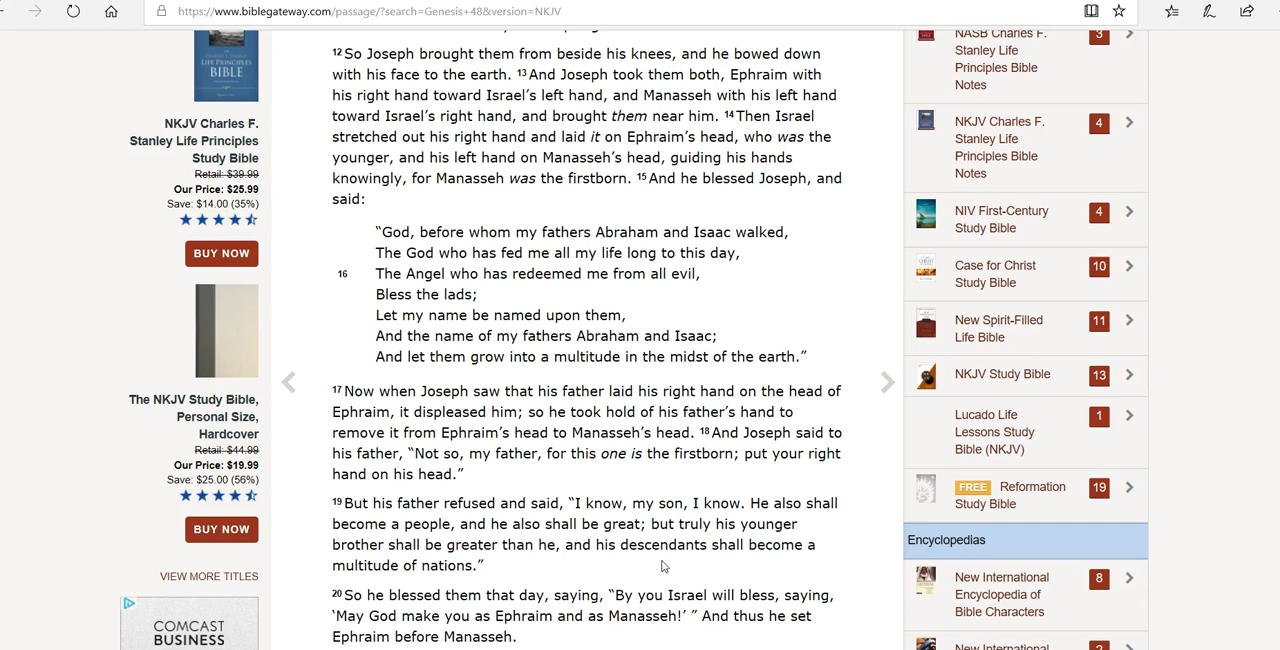 https://www.biblegateway.com/passage/?search=Genesis+48&version=NKJV
LIFE PRINCIPLES
BIBLE
NKJV Charles F.
Stanley Life Principles
Study Bible
Retail: $39.99
Our Price: $25.99
Save: $14.00 (35%)
BUY NOW
The NKJV Study Bible,
Personal Size,
Hardcover
Retail: $44.99
Our Price: $19.99
Save: $25.00 (56%)
BUY NOW
VIEW MORE TITLES
COMCAST
BUSINESS
12 So Joseph brought them from beside his knees, and he bowed down
with his face to the earth. 13 And Joseph took them both, Ephraim with
his right hand toward Israel’s left hand, and Manasseh with his left hand
toward Israel’s right hand, and brought them near him. 14 Then Israel
stretched out his right hand and laid it on Ephraim’s head, who was the
younger, and his left hand on Manasseh’s head, guiding his hands
knowingly, for Manasseh was the firstborn. 15 And he blessed Joseph, and
said:
“God, before whom my fathers Abraham and Isaac walked,
The God who has fed me all my life long to this day,
16 The Angel who has redeemed me from all evil,
Bless the lads;
Let my name be named upon them,
And the name of my fathers Abraham and Isaac;
And let them grow into a multitude in the midst of the earth.”
17 Now when Joseph saw that his father laid his right hand on the head of
Ephraim, it displeased him; so he took hold of his father’s hand to
remove it from Ephraim’s head to Manasseh’s head. 18 And Joseph said to
his father, “Not so, my father, for this one is the firstborn; put your right
hand on his head.”
19 But his father refused and said, “I know, my son, I know. He also shall
become a people, and he also shall be great; but truly his younger
brother shall be greater than he, and his descendants shall become a
multitude of nations.”
20 So he blessed them that day, saying, “By you Israel will bless, saying,
‘May God make you as Ephraim and as Manasseh!’ ” And thus he set
Ephraim before Manasseh.
NASB Charles F. 3
Stanley Life
Principles Bible
Notes
NKJV Charles F. 4
Stanley Life
Principles Bible
Notes
NIV First-Century 4
Study Bible
Case for Christ 10
Study Bible
New Spirit-Filled 11
Life Bible
NKJV Study Bible 13
Lucado Life 1
Lessons Study
Bible (NKJV)
FREE Reformation 19
Study Bible
Encyclopedias
New International 8
Encyclopedia of
Bible Characters
New International 2